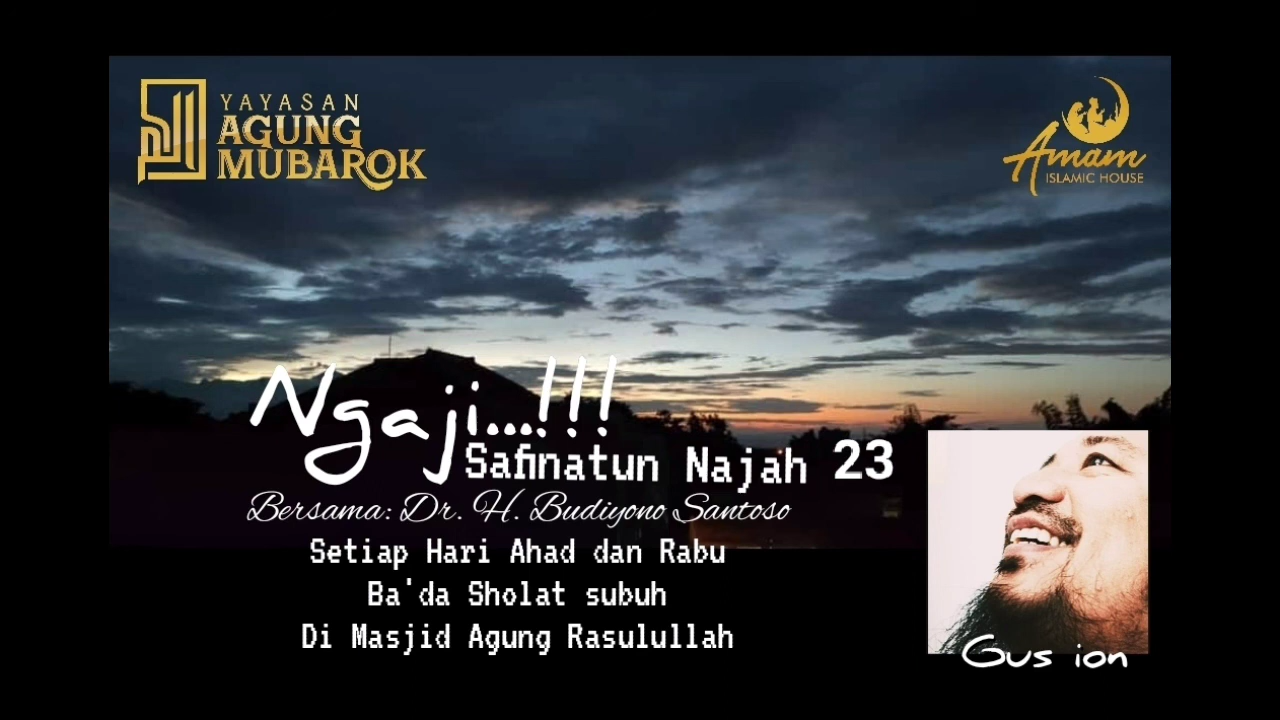 YAYASAN
AGUNG
MUBAROK
Amam
ISLAMIC HOUSE
Ngaji...!!!
Safinatun Najah 23
Bersama: Dr. H. Budiyono Santoso
Setiap Hari Ahad dan Rabu
Ba'da Sholat subuh
Di Masjid Agung Rasulullah
Gus ion